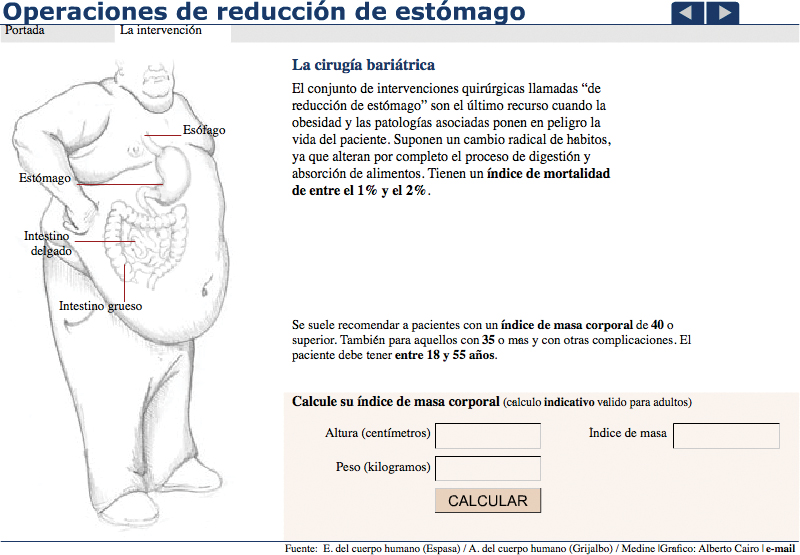 Operaciones de reducción de estómago
Portada
La intervención
La cirugía bariátrica
El conjunto de intervenciones quirúrgicas llamadas “de
reducción de estómago” son el último recurso cuando la
obesidad y las patologías asociadas ponen en peligro la
vida del paciente. Suponen un cambio radical de habitos,
ya que alteran por completo el proceso de digestión y
absorción de alimentos. Tienen un índice de mortalidad
de entre el 1% y el 2%.
Esófago
Estómago
Intestino
delgado
Intestino grueso
Se suele recomendar a pacientes con un índice de masa corporal de 40 o
superior. También para aquellos con 35 o mas y con otras complicaciones. El
paciente debe tener entre 18 y 55 años.
Calcule su índice de masa corporal (calculo indicativo valido para adultos)
Altura (centímetros)
Indice de masa
Peso (kilogramos)
CALCULAR
Fuente: E. del cuerpo humano (Espasa) / A. del cuerpo humano (Grijalbo) / Medine |Grafico: Alberto Cairo | e-mail